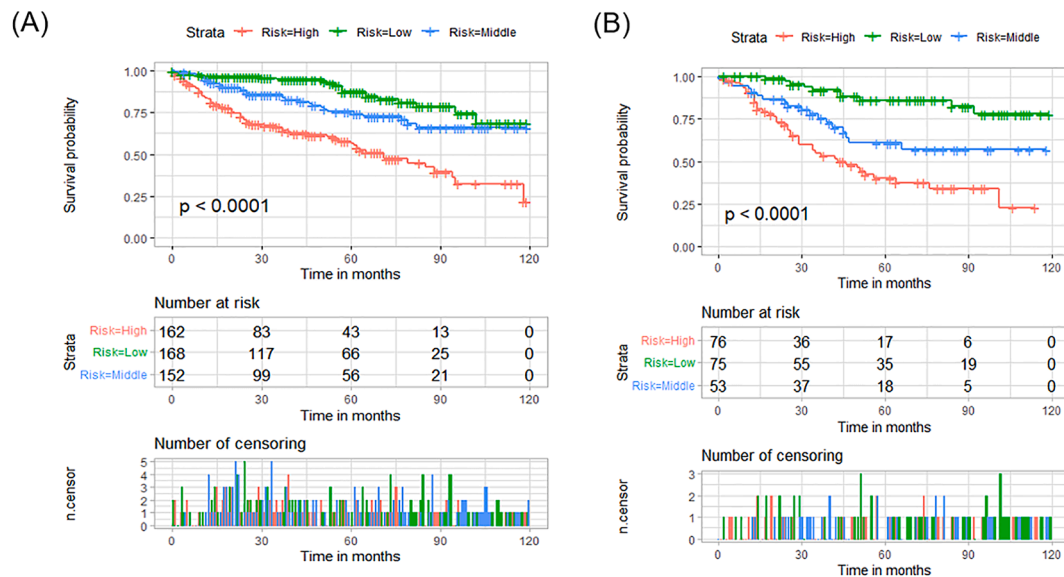 (A)
Strata Risk=High Risk=Low Risk=Middle
Survival probability
1.00
0.75
0.50
0.25
0.00
p < 0.0001
0 30 60 90 120
Time in months
Number at risk
Strata
Risk=High 162 83 43 13 0
Risk=Low 168 117 66 25 0
Risk=Middle 152 99 56 21 0
0 30 60 90 120
Time in months
Number of censoring
n.censor
5
4
3
2
1
0
0 30 60 90 120
Time in months
(B)
Strata Risk=High Risk=Low Risk=Middle
Survival probability
1.00
0.75
0.50
0.25
0.00
p < 0.0001
0 30 60 90 120
Time in months
Number at risk
Strata
Risk=High 76 36 17 6 0
Risk=Low 75 55 35 19 0
Risk=Middle 53 37 18 5 0
0 30 60 90 120
Time in months
Number of censoring
n.censor
3
2
1
0
0 30 60 90 120
Time in months